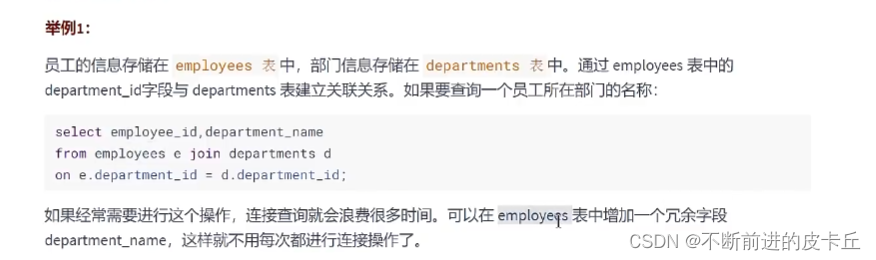 举例1：
员工的信息存储在 employees 表 中，部门信息存储在 departments 表 中。通过 employees 表中的
department_id字段与 departments 表建立关联关系。如果要查询一个员工所在部门的名称：
select employee_id,department_name
from employees e join departments d
on e.department_id = d.department_id;
如果经常需要进行这个操作，连接查询就会浪费很多时间。可以在 employees 表中增加一个冗余字段
department_name，这样就不用每次都进行连接操作了。
CSDN @不断前进的皮卡丘